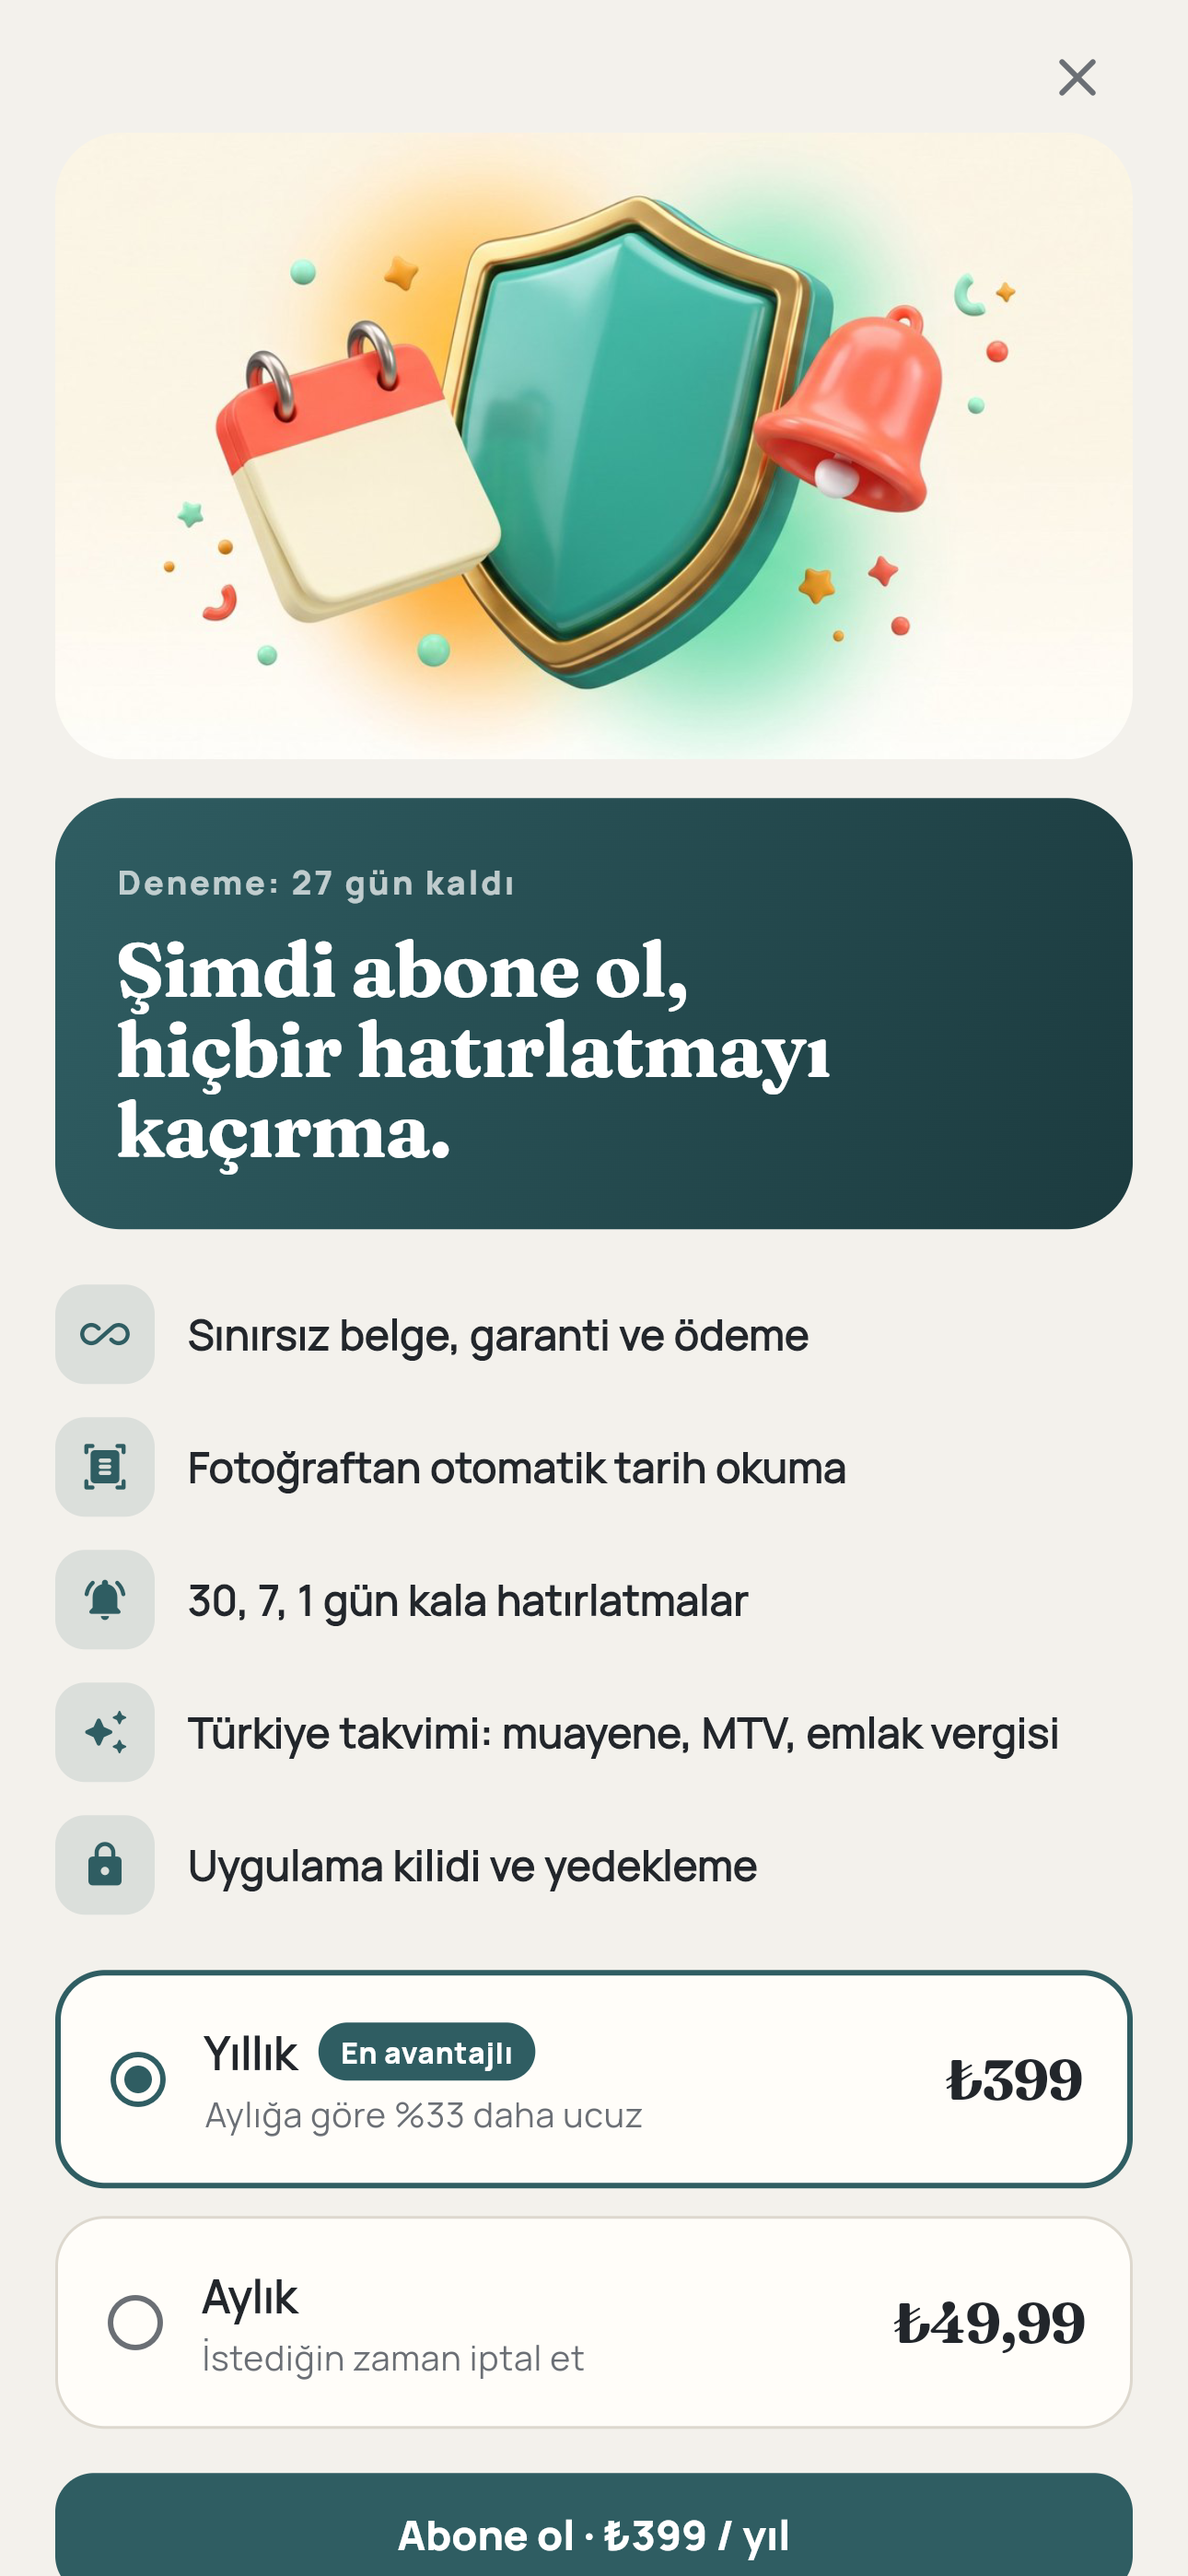 Deneme: 27 gün kaldı
Şimdi abone ol,
hiçbir hatırlatmayı
kaçırma.
Sınırsız belge, garanti ve ödeme
Fotoğraftan otomatik tarih okuma
30, 7, 1 gün kala hatırlatmalar
Türkiye takvimi: muayene, MTV, emlak vergisi
Uygulama kilidi ve yedekleme
Yıllık En avantajlı
Aylığa göre %33 daha ucuz
₺399
Aylık
İstediğin zaman iptal et
₺49,99
Abone ol · ₺399 / yıl